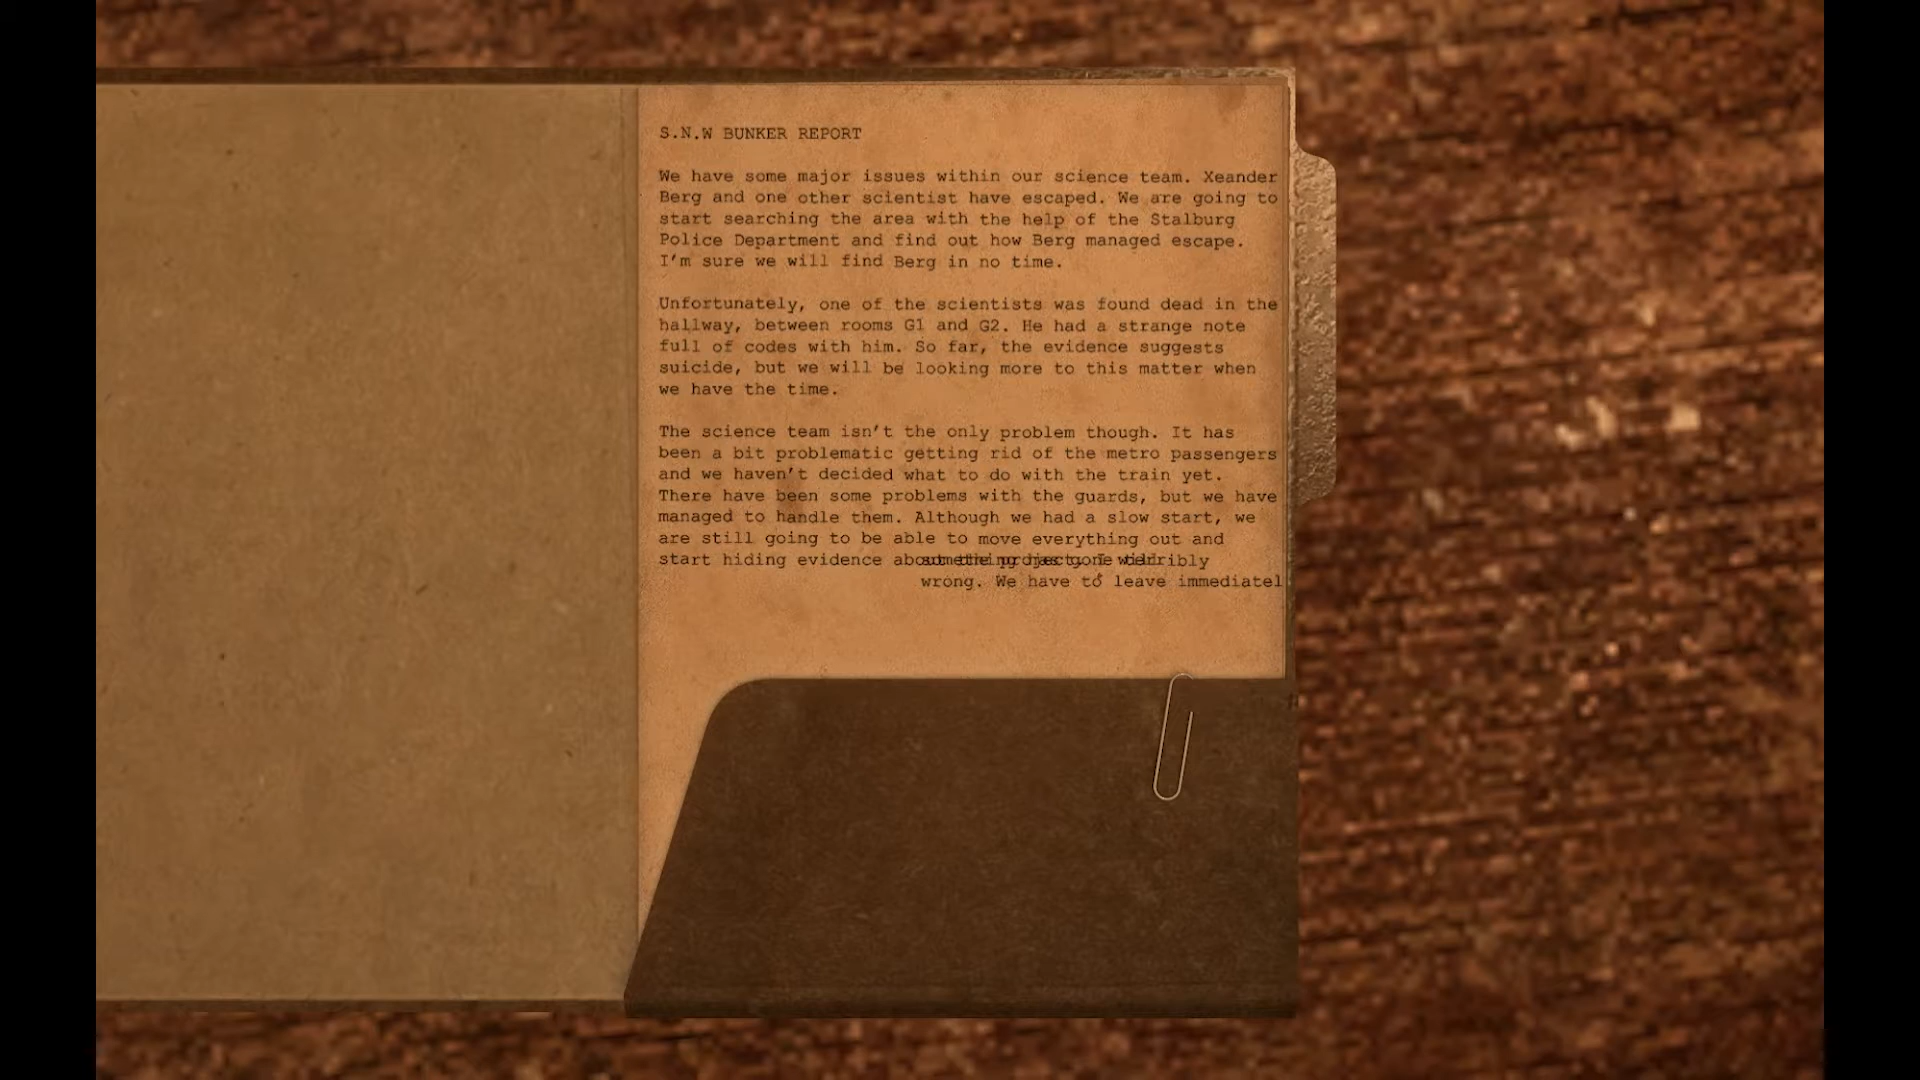 S.N.W BUNKER REPORT
We have some major issues within our science team. Xeander
Berg and one other scientist have escaped. We are going to
start searching the area with the help of the Stalburg
Police Department and find out how Berg managed escape.
I'm sure we will find Berg in no time.
Unfortunately, one of the scientists was found dead in the
hallway, between rooms G1 and G2. He had a strange note
full of codes with him. So far, the evidence suggests
suicide, but we will be looking more to this matter when
we have the time.
The science team isn't the only problem though. It has
been a bit problematic getting rid of the metro passengers
and we haven't decided what to do with the train yet.
There have been some problems with the guards, but we have
managed to handle them. Although we had a slow start, we
are still going to be able to move everything out and
start hiding evidence
wrong. We have to leave immediatel